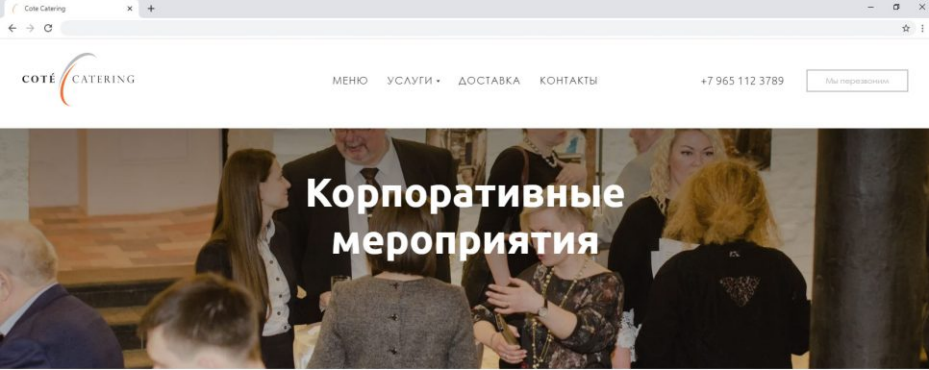 Cote Catering
COTÉ CATERING
МЕНЮ УСЛУГИ ДОСТАВКА КОНТАКТЫ
+7 965 112 3789
Мы перезвоним
Корпоративные
мероприятия